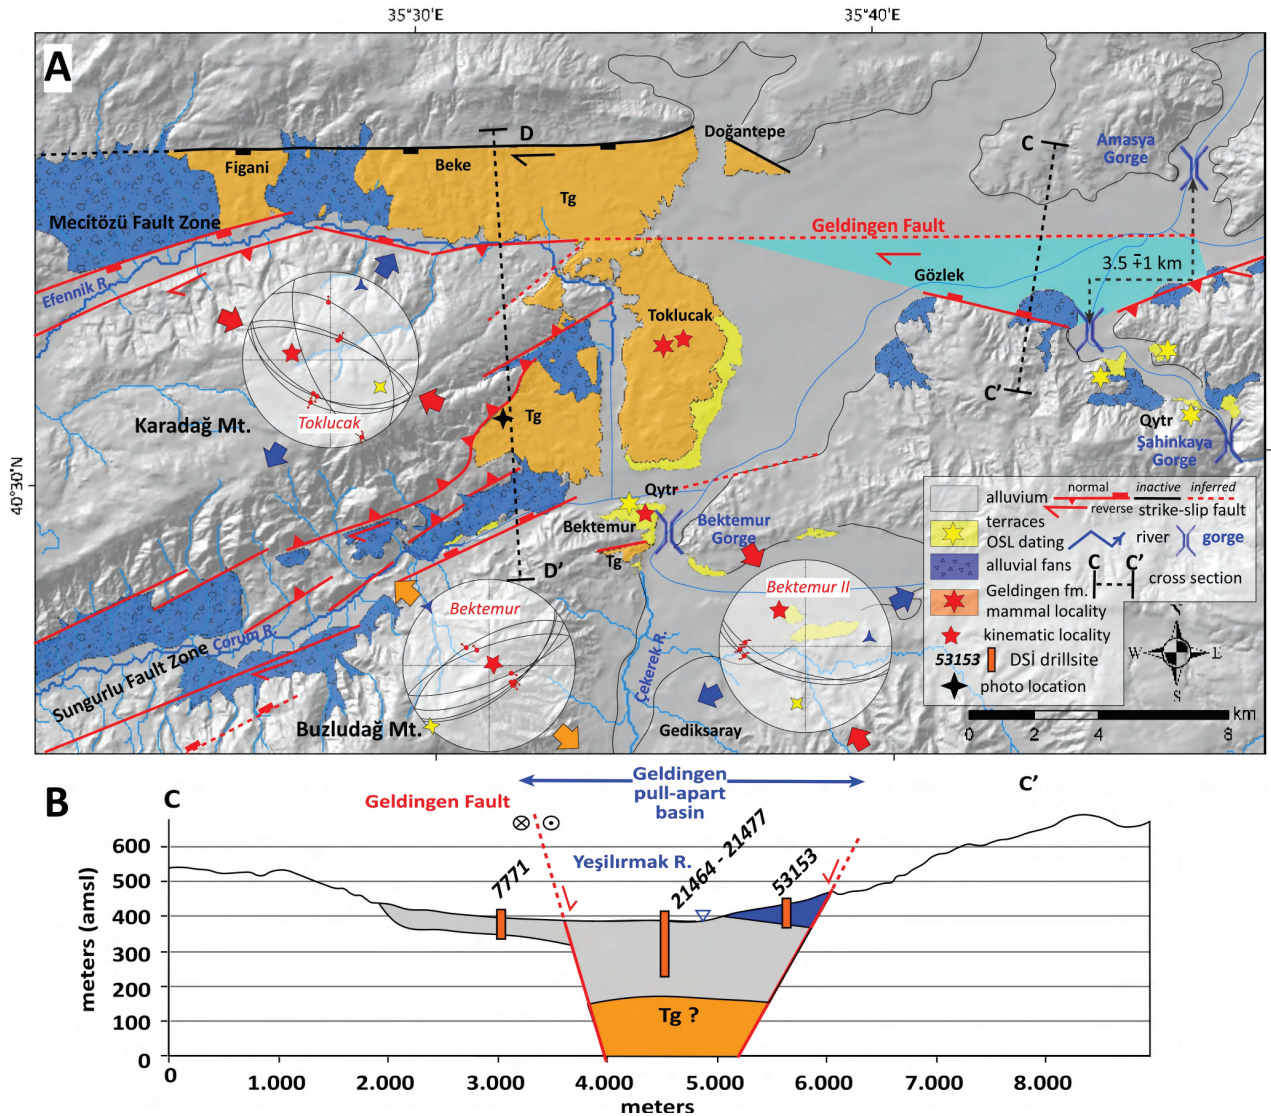 35°30'E
35°40'E
A
D
Doğantepe
C
Amasya
Gorge
Figani
Beke
Tg
Mecitözü Fault Zone
Geldingen Fault
3.5 ∓1 km
Gözlek
Efennik R.
Toklucak
C'
Karadağ Mt.
Toklucak
Tg
Qytr
Şahinkaya
Gorge
40°30'N
Qytr
Bektemur
Bektemur
Gorge
Tg
D'
Bektemur
Bektemur II
Çorum R.
Sungurlu Fault Zone
Çekerek R.
Buzludağ Mt.
Gediksaray
alluvium
normal
inactive
inferred
reverse
strike-slip fault
terraces
OSL dating
river
gorge
alluvial fans
C
C'
cross section
Geldingen fm.
mammal locality
kinematic locality
53153
DSİ drillsite
photo location
N
W
E
S
km
0
2
4
8
B
C
Geldingen
pull-apart
basin
C'
Geldingen Fault
Yeşilırmak R.
7771
21464 - 21477
53153
meters (amsl)
600
500
400
300
200
100
0
Tg ?
0
1.000
2.000
3.000
4.000
5.000
6.000
7.000
8.000
meters